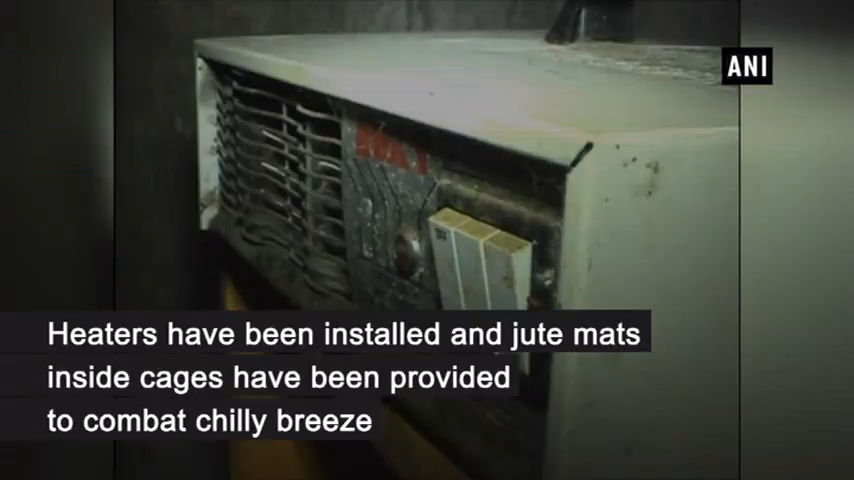 ANI
Heaters have been installed and jute mats
inside cages have been provided
to combat chilly breeze